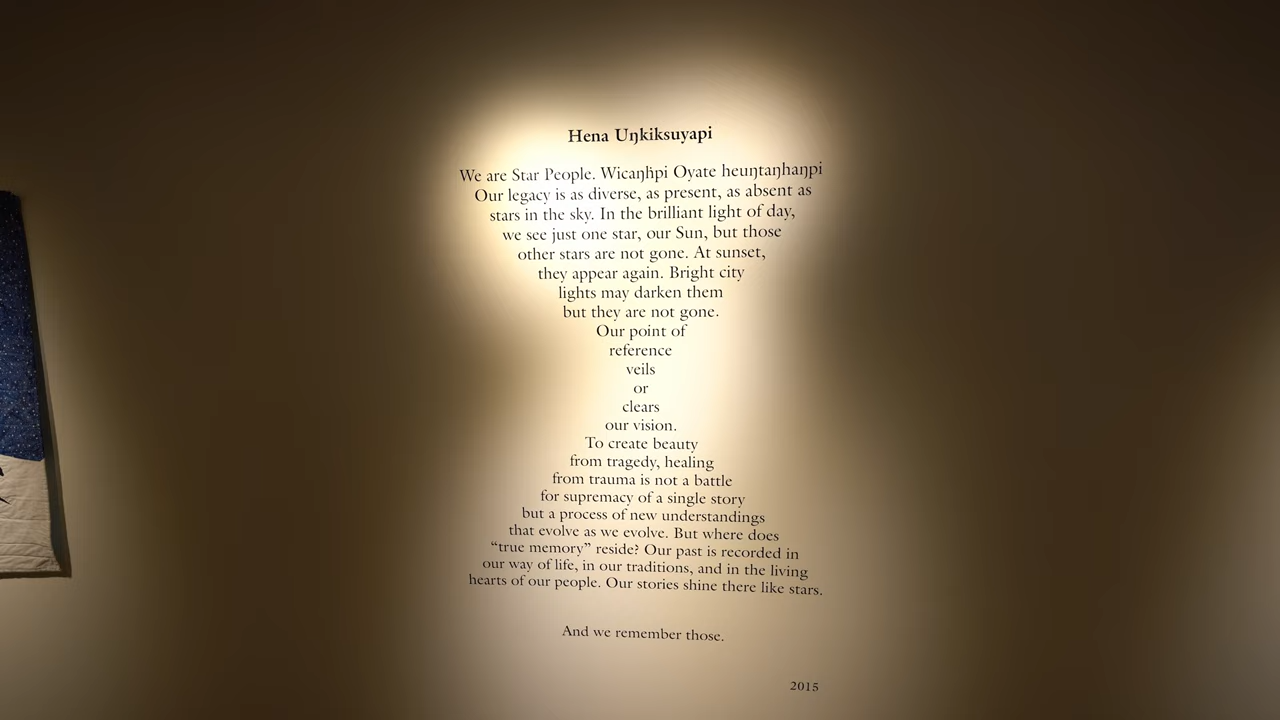 Hena Uŋkiksuyapi
We are Star People. Wicaŋḣpi Oyate heuŋtaŋhaŋpi
Our legacy is as diverse, as present, as absent as
stars in the sky. In the brilliant light of day,
we see just one star, our Sun, but those
other stars are not gone. At sunset,
they appear again. Bright city
lights may darken them
but they are not gone.
Our point of
reference
veils
or
clears
our vision.
To create beauty
from tragedy, healing
from trauma is not a battle
for supremacy of a single story
but a process of new understandings
that evolve as we evolve. But where does
“true memory” reside? Our past is recorded in
our way of life, in our traditions, and in the living
hearts of our people. Our stories shine there like stars.
And we remember those.
2015